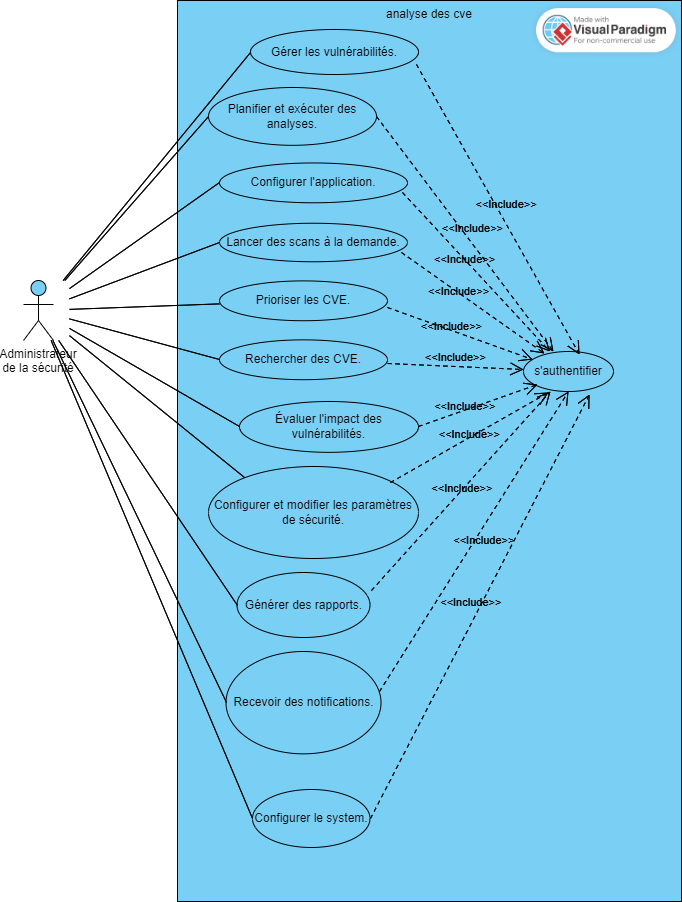 analyse des cve
Made with
Visual Paradigm
For non-commercial use
Gérer les vulnérabilités.
Planifier et exécuter des
analyses.
Configurer l'application.
<<Include>>
<<Include>>
Lancer des scans à la demande.
<<Include>>
<<Include>>
Prioriser les CVE.
<<Include>>
Administrateur
de la sécurité
Rechercher des CVE.
<<Include>>
s'authentifier
<<Include>>
Évaluer l'impact des
vulnérabilités.
<<Include>>
<<Include>>
Configurer et modifier les paramètres
de sécurité.
<<Include>>
Générer des rapports.
<<Include>>
Recevoir des notifications.
Configurer le system.